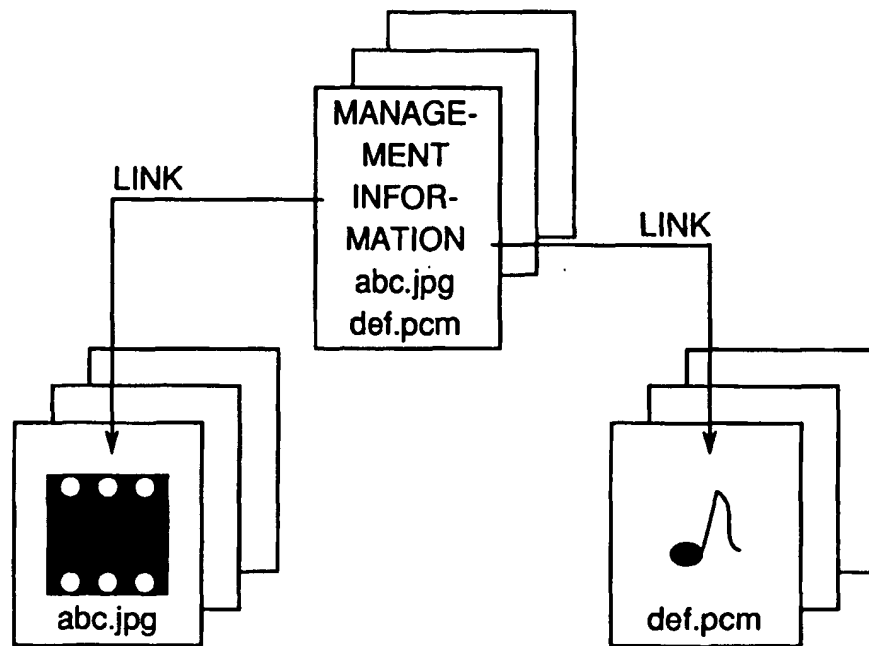 MANAGE-
MENT
INFOR-
MATION
abc.jpg
def.pcm
LINK
LINK
abc.jpg
def.pcm